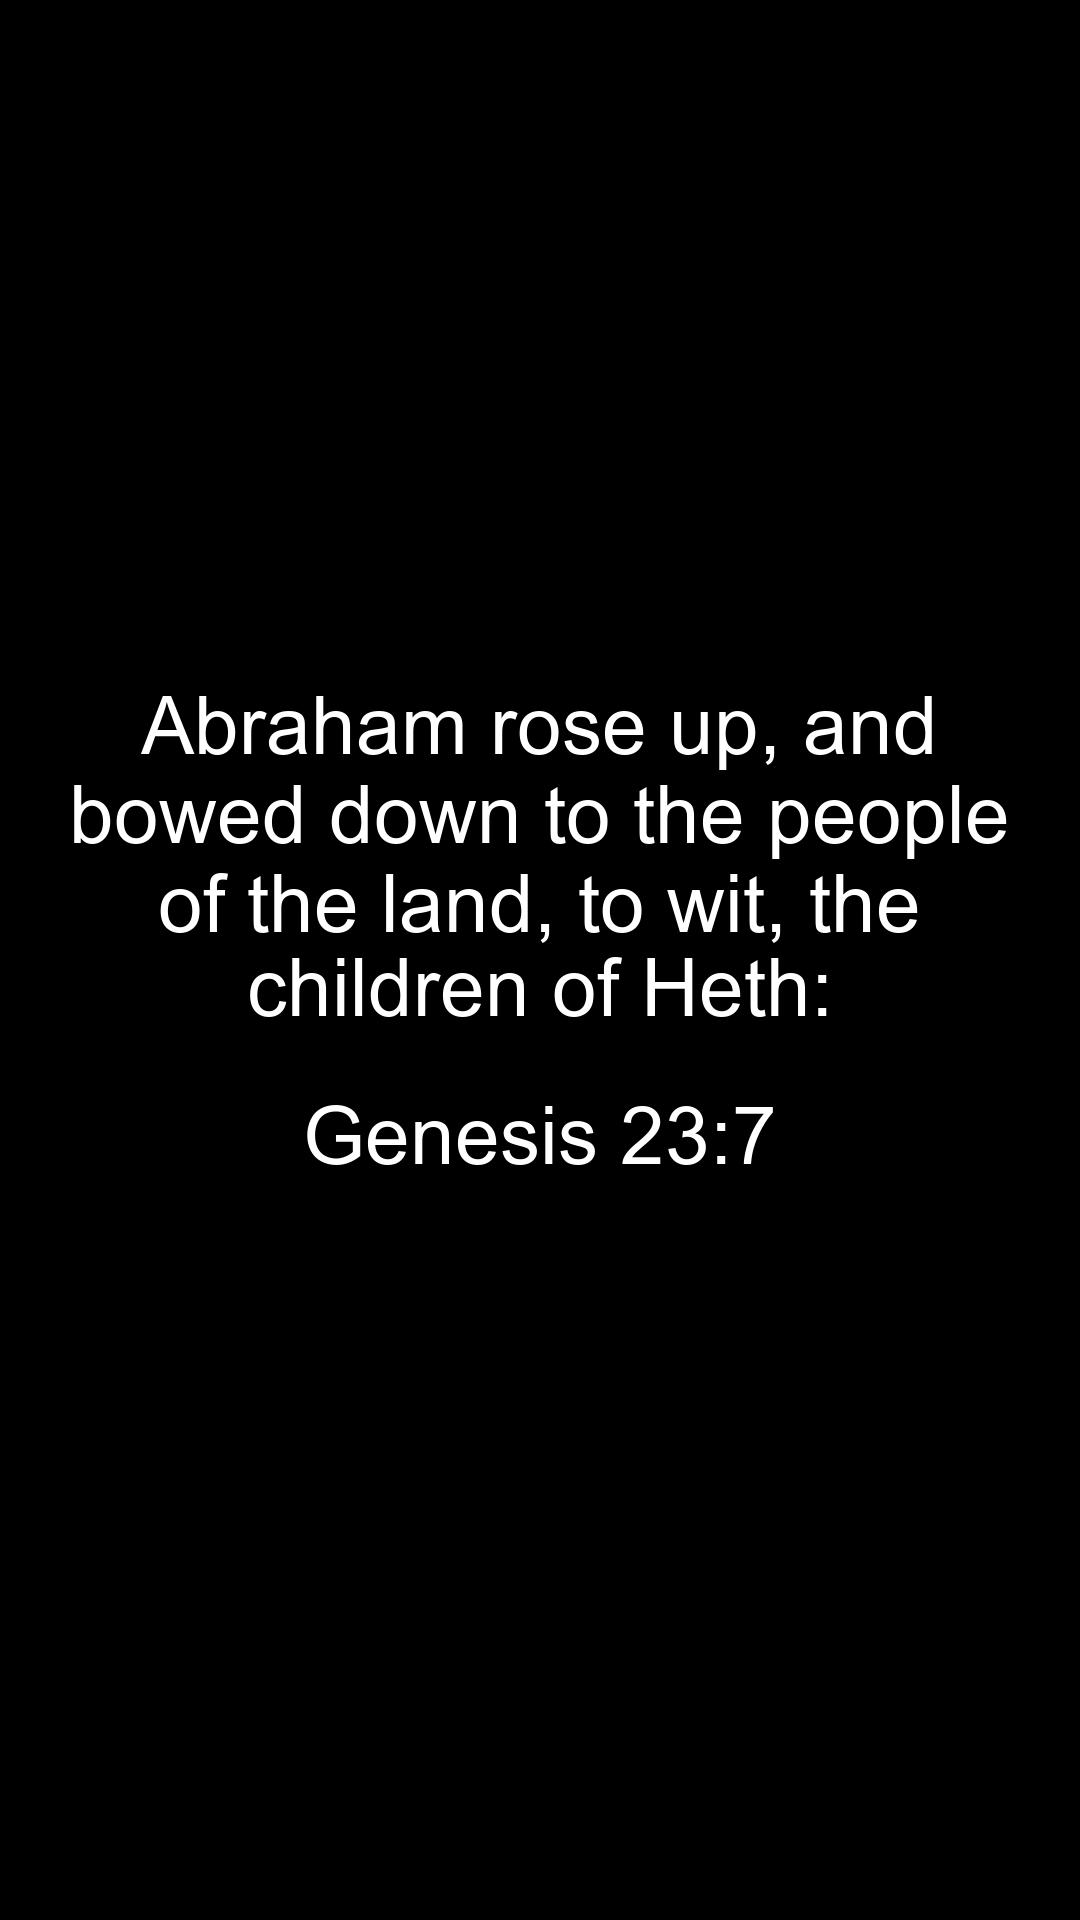 Abraham rose up, and
bowed down to the people
of the land, to wit, the
children of Heth:
Genesis 23:7